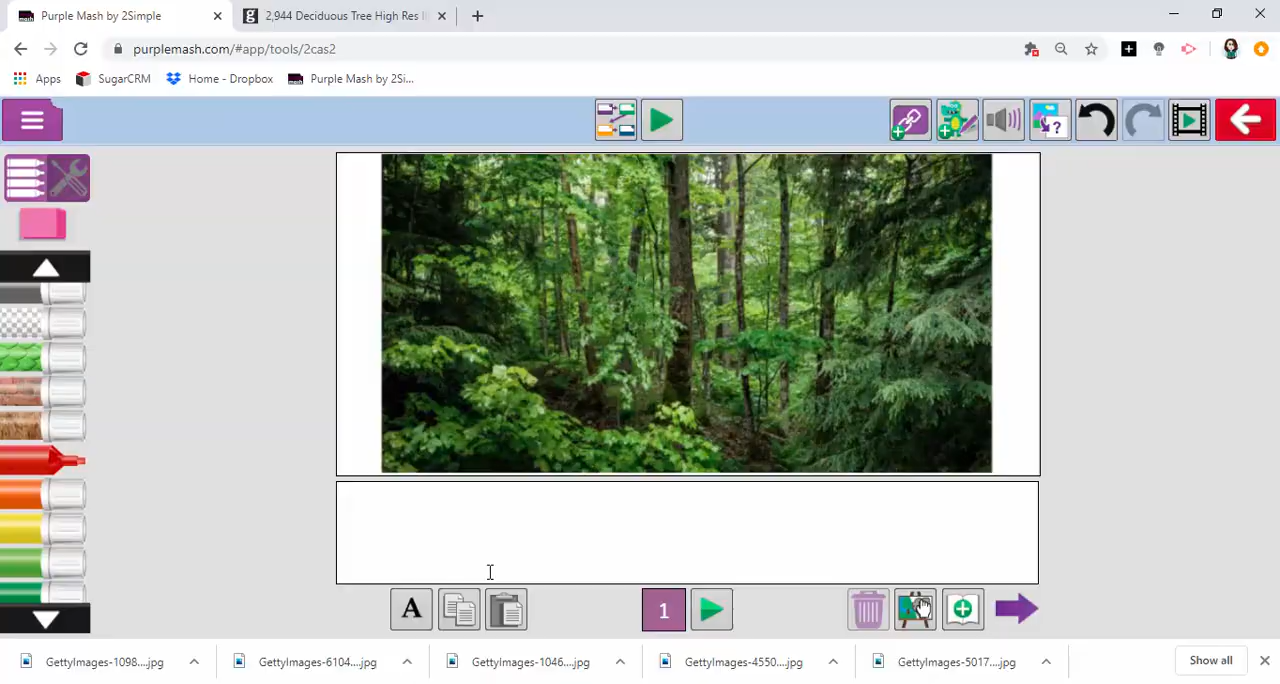 Purple Mash by 2Simple
2,944 Deciduous Tree High Res I
purplemash.com/#app/tools/2cas2
Apps
SugarCRM
Home - Dropbox
Purple Mash by 2Si...
?
A
1
GettyImages-1098....jpg
GettyImages-6104....jpg
GettyImages-1046....jpg
GettyImages-4550....jpg
GettyImages-5017....jpg
Show all